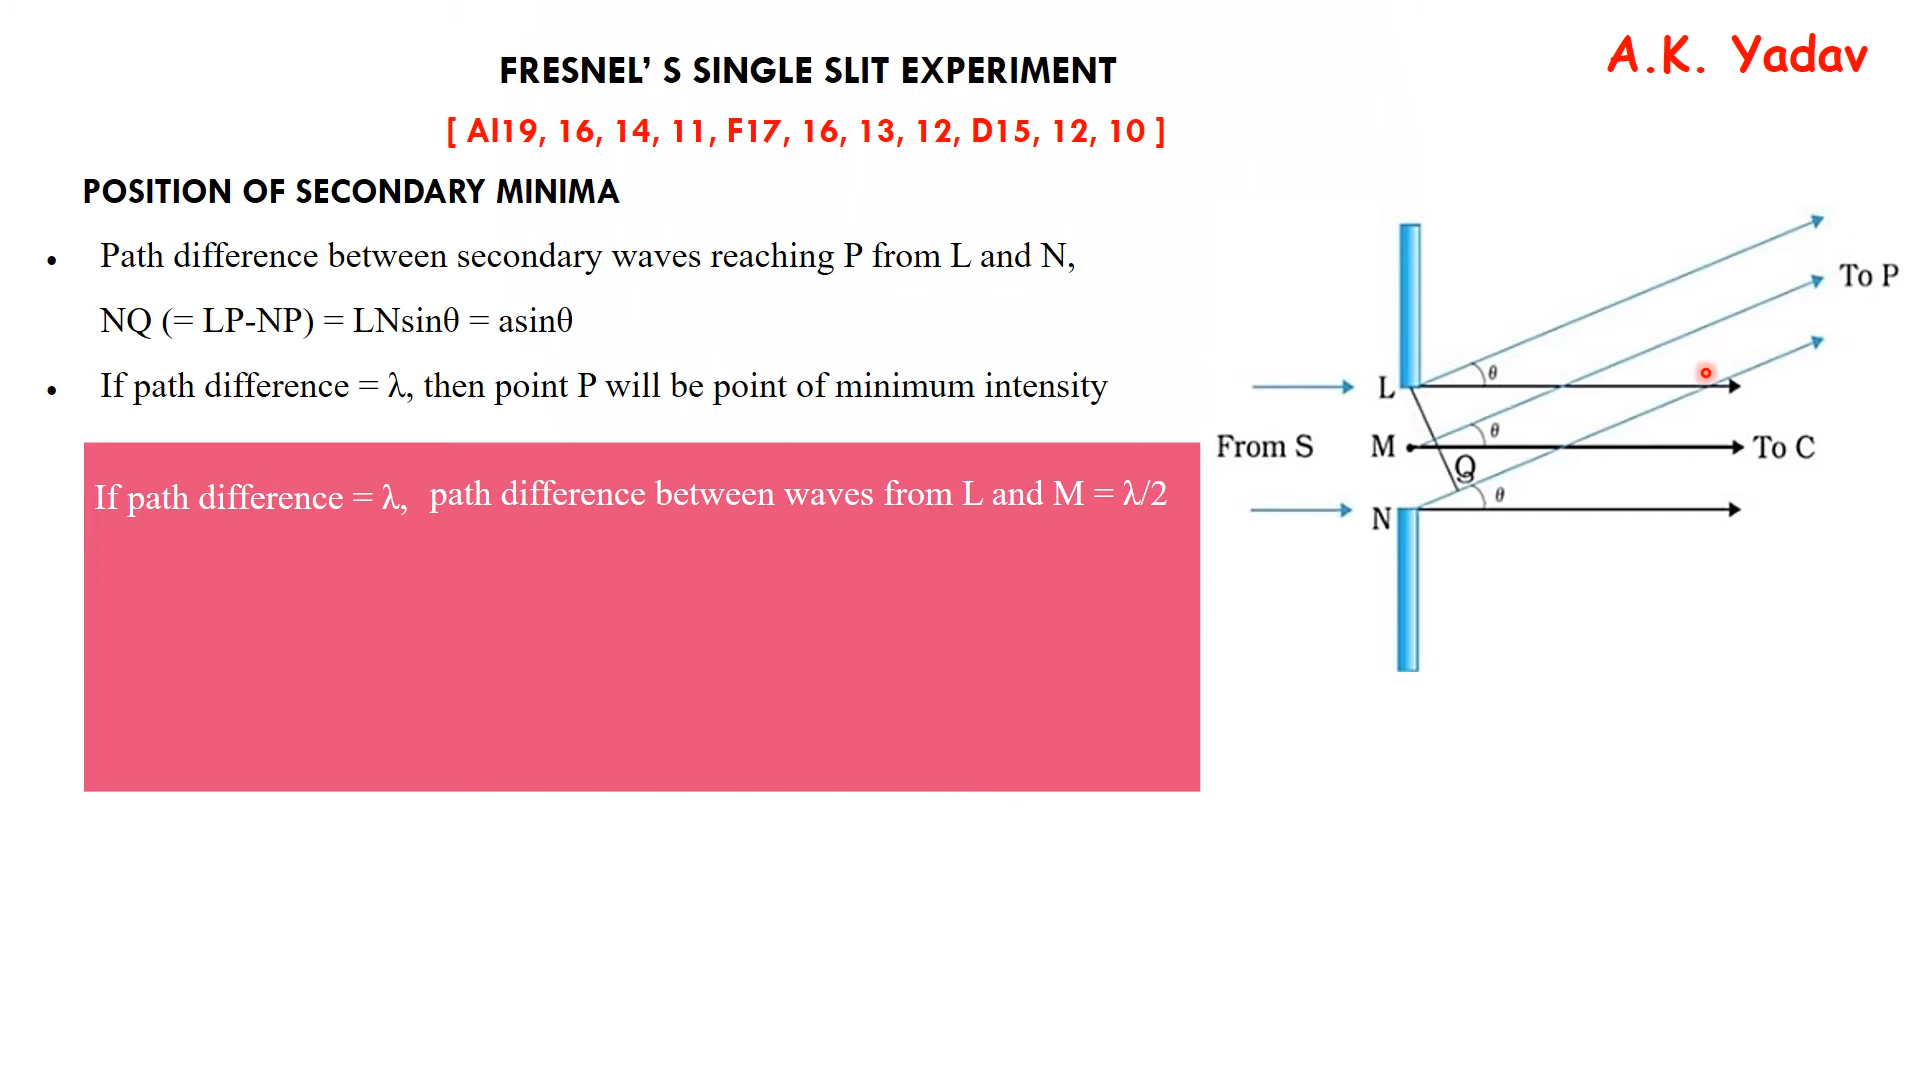 A.K. Yadav
FRESNEL' S SINGLE SLIT EXPERIMENT
[ AI19, 16, 14, 11, F17, 16, 13, 12, D15, 12, 10 ]
POSITION OF SECONDARY MINIMA
• Path difference between secondary waves reaching P from L and N,
NQ (= LP-NP) = LNsinθ = asinθ
• If path difference = λ, then point P will be point of minimum intensity
If path difference = λ, path difference between waves from L and M = λ/2
To P
θ
L
θ
From S
M
To C
Q
θ
N